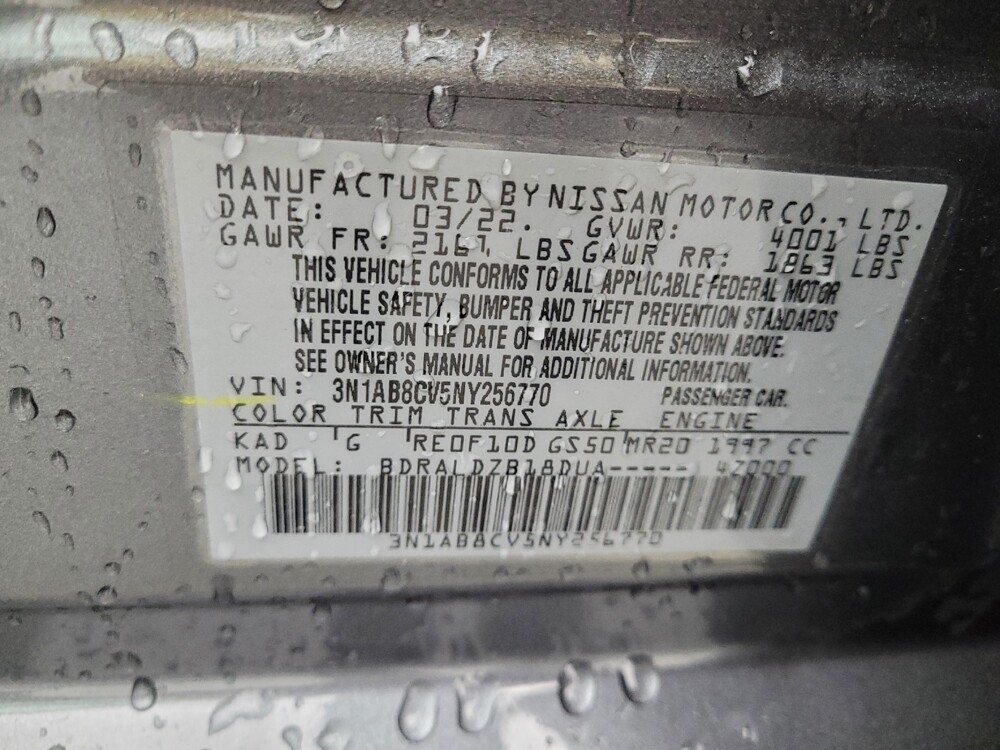 MANUFACTURED BY NISSAN MOTOR CO., LTD.
DATE: 03/22. GVWR: 4001 LBS
GAWR FR: 2167, LBS GAWR RR: 1863 LBS
THIS VEHICLE CONFORMS TO ALL APPLICABLE FEDERAL MOTOR
VEHICLE SAFETY, BUMPER AND THEFT PREVENTION STANDARDS
IN EFFECT ON THE DATE OF MANUFACTURE SHOWN ABOVE.
SEE OWNER'S MANUAL FOR ADDITIONAL INFORMATION.
VIN: 3N1AB8CV5NY256770 PASSENGER CAR.
COLOR TRIM TRANS AXLE ENGINE
KAD G RE0F10D GS50 MR20 1997 CC
MODEL: BDRALDZB18DUA----- 4Z000
3N1AB8CV5NY256770